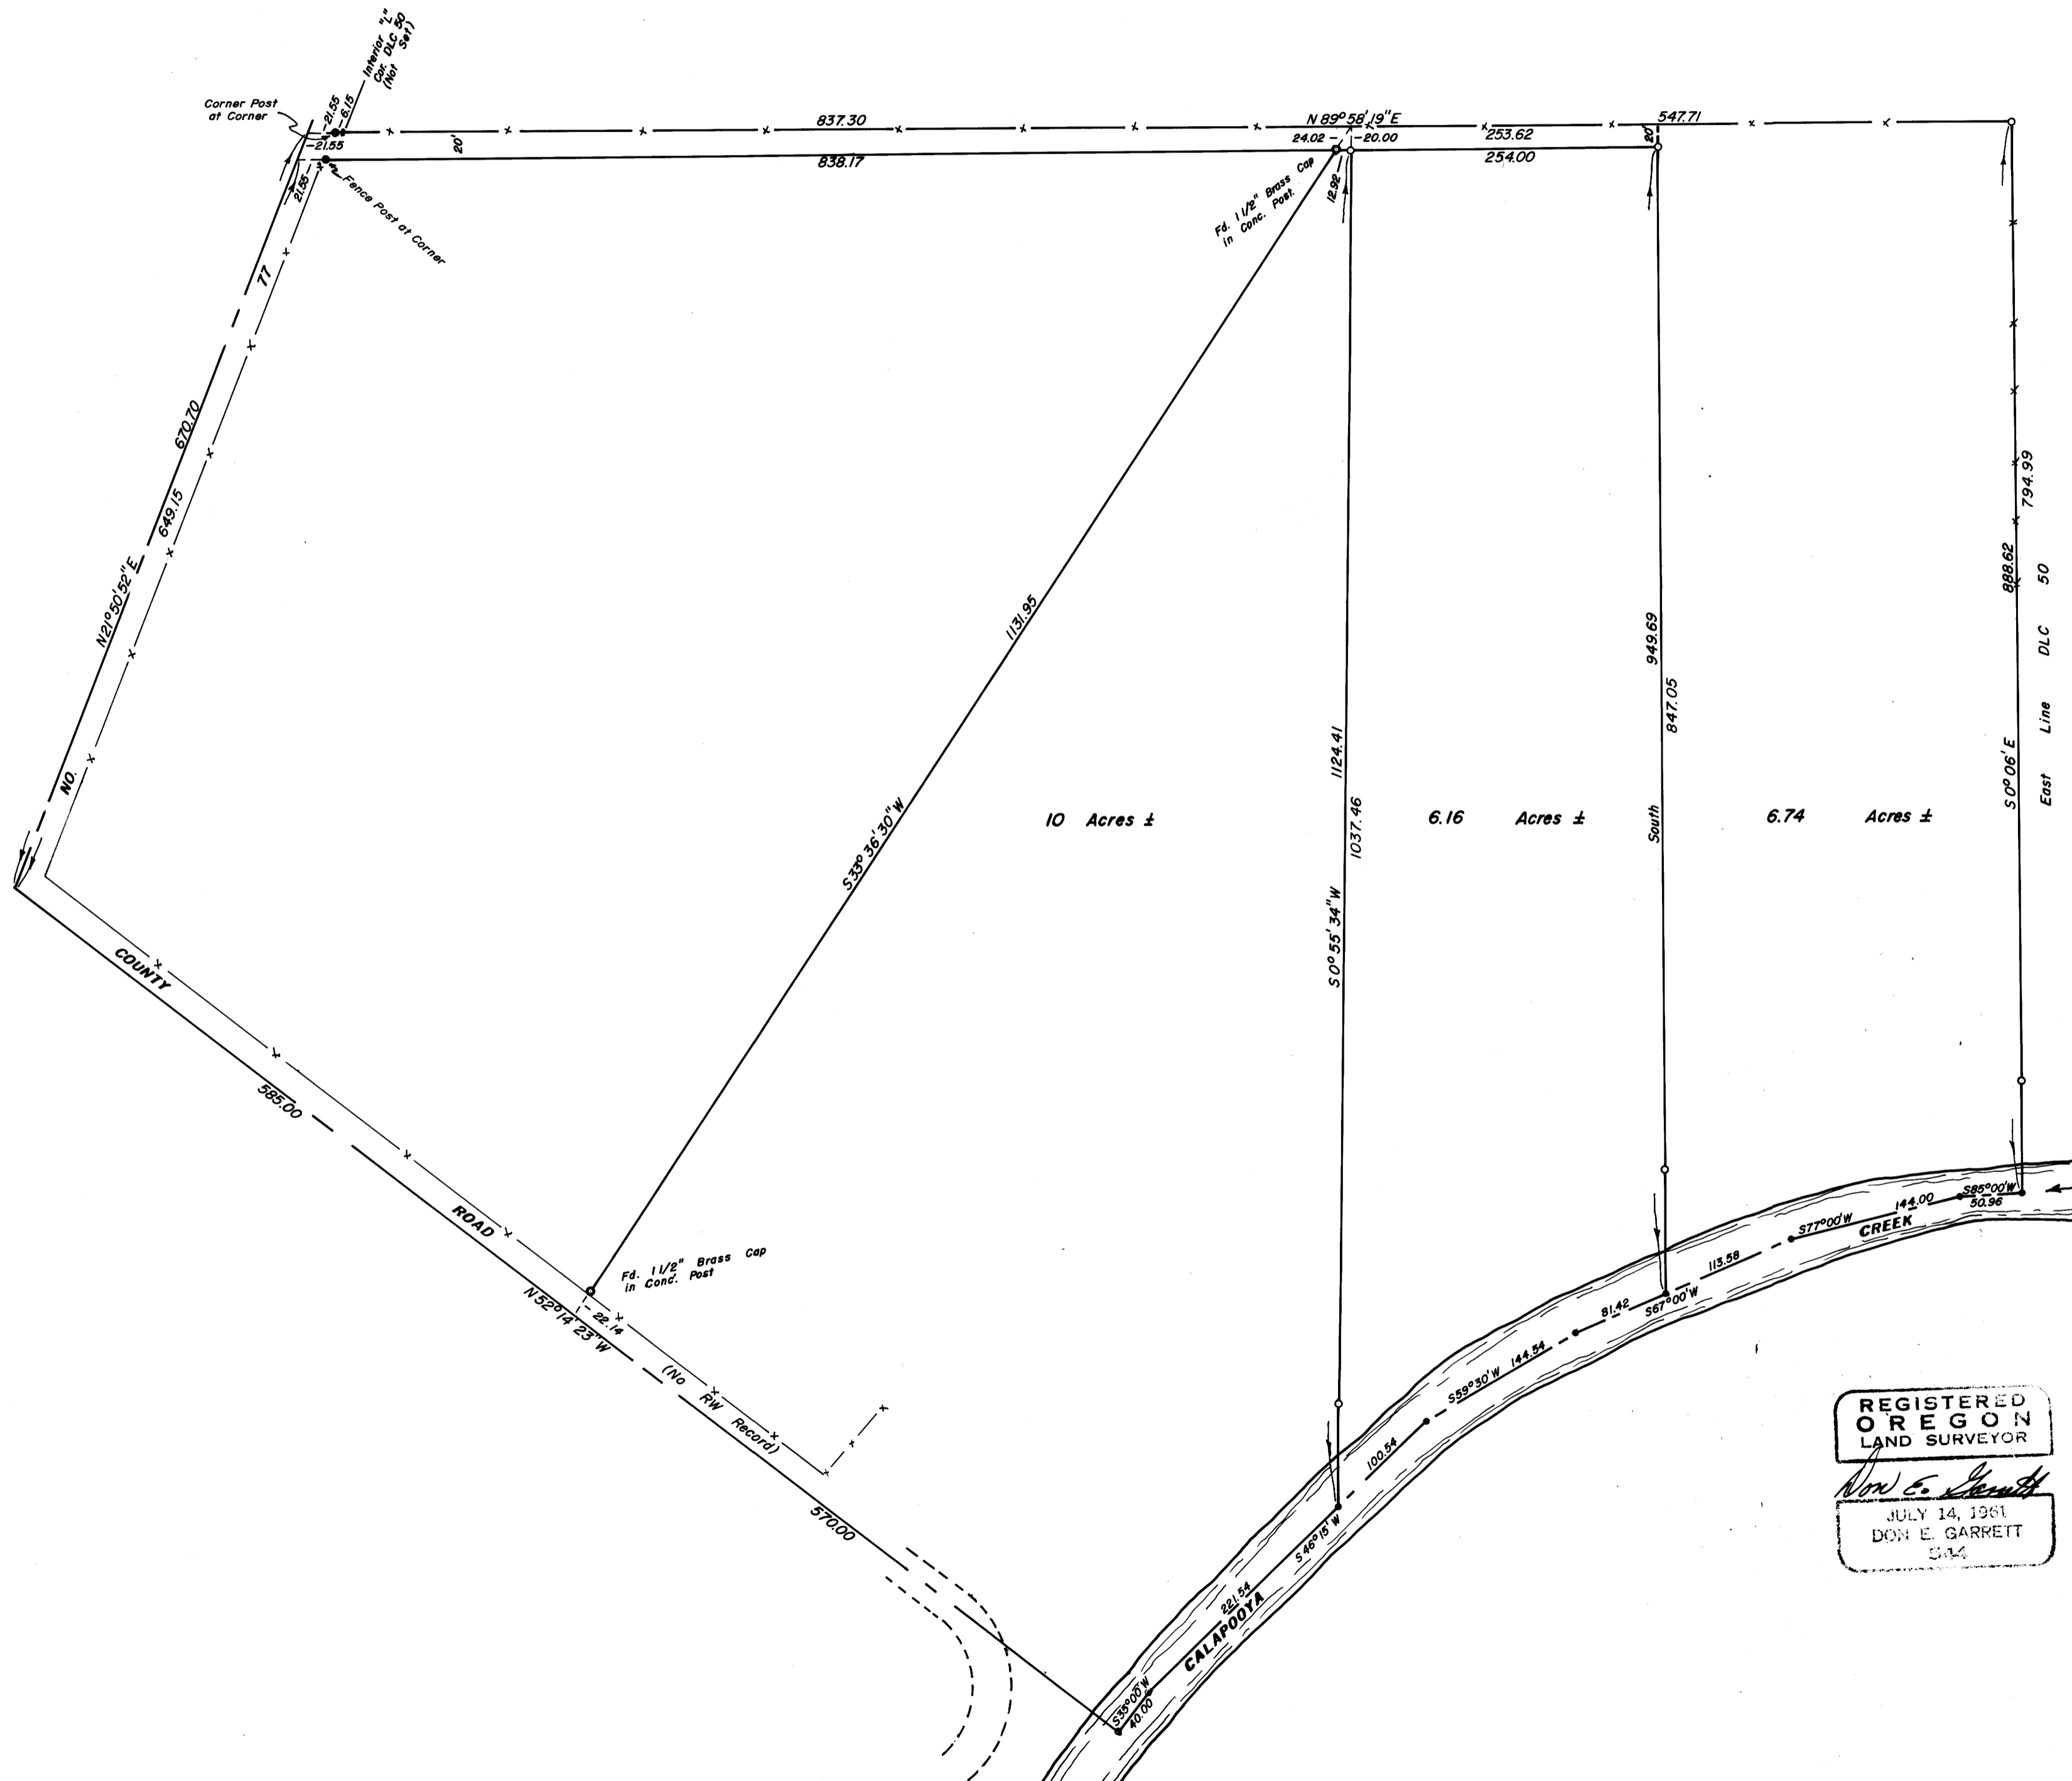 Interior "L"
Cor. DLC 50
(Not Set)
Corner Post
at Corner
21.55
6.15
837.30
N 89° 58' 19" E
547.71
21.55
20'
24.02
20.00
253.62
20'
838.17
254.00
21.55
Fence Post at Corner
Fd. 1 1/2" Brass Cap
in Conc. Post.
12.92
77
670.70
649.15
N21° 50' 52" E
NO.
1131.95
S33° 36' 30" W
1124.41
1037.46
S 0° 55' 34" W
949.69
847.05
South
794.99
888.62
S 0° 06' E
East Line DLC 50
10 Acres ±
6.16 Acres ±
6.74 Acres ±
COUNTY
585.00
ROAD
Fd. 1 1/2" Brass Cap
in Conc. Post
22.14
N 52° 14' 23" W
(No RW Record)
570.00
S85°00'W
50.96
144.00
S77°00'W
CREEK
113.58
S67°00'W
81.42
144.54
S59°30'W
100.54
S 46° 15' W
221.54
CALAPOOYA
S35°00'W
40.00
REGISTERED
OREGON
LAND SURVEYOR
Don E. Garrett
JULY 14, 1961
DON E. GARRETT
544